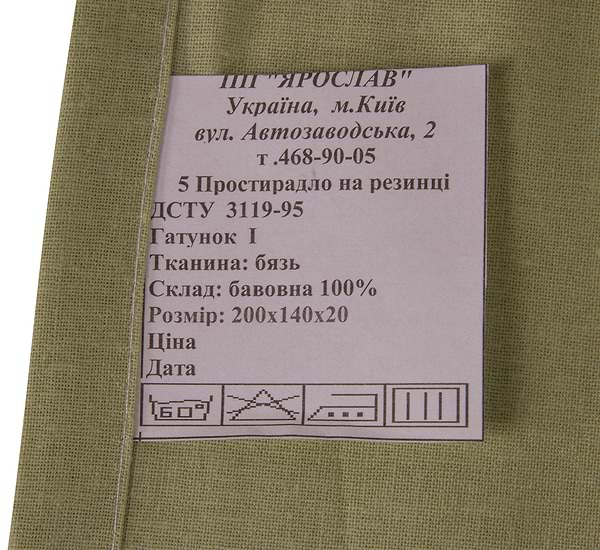 ПП "ЯРОСЛАВ"
Україна, м.Київ
вул. Автозаводська, 2
т .468-90-05
5 Простирадло на резинці
ДСТУ 3119-95
Гатунок I
Тканина: бязь
Склад: бавовна 100%
Розмір: 200х140х20
Ціна
Дата
60°